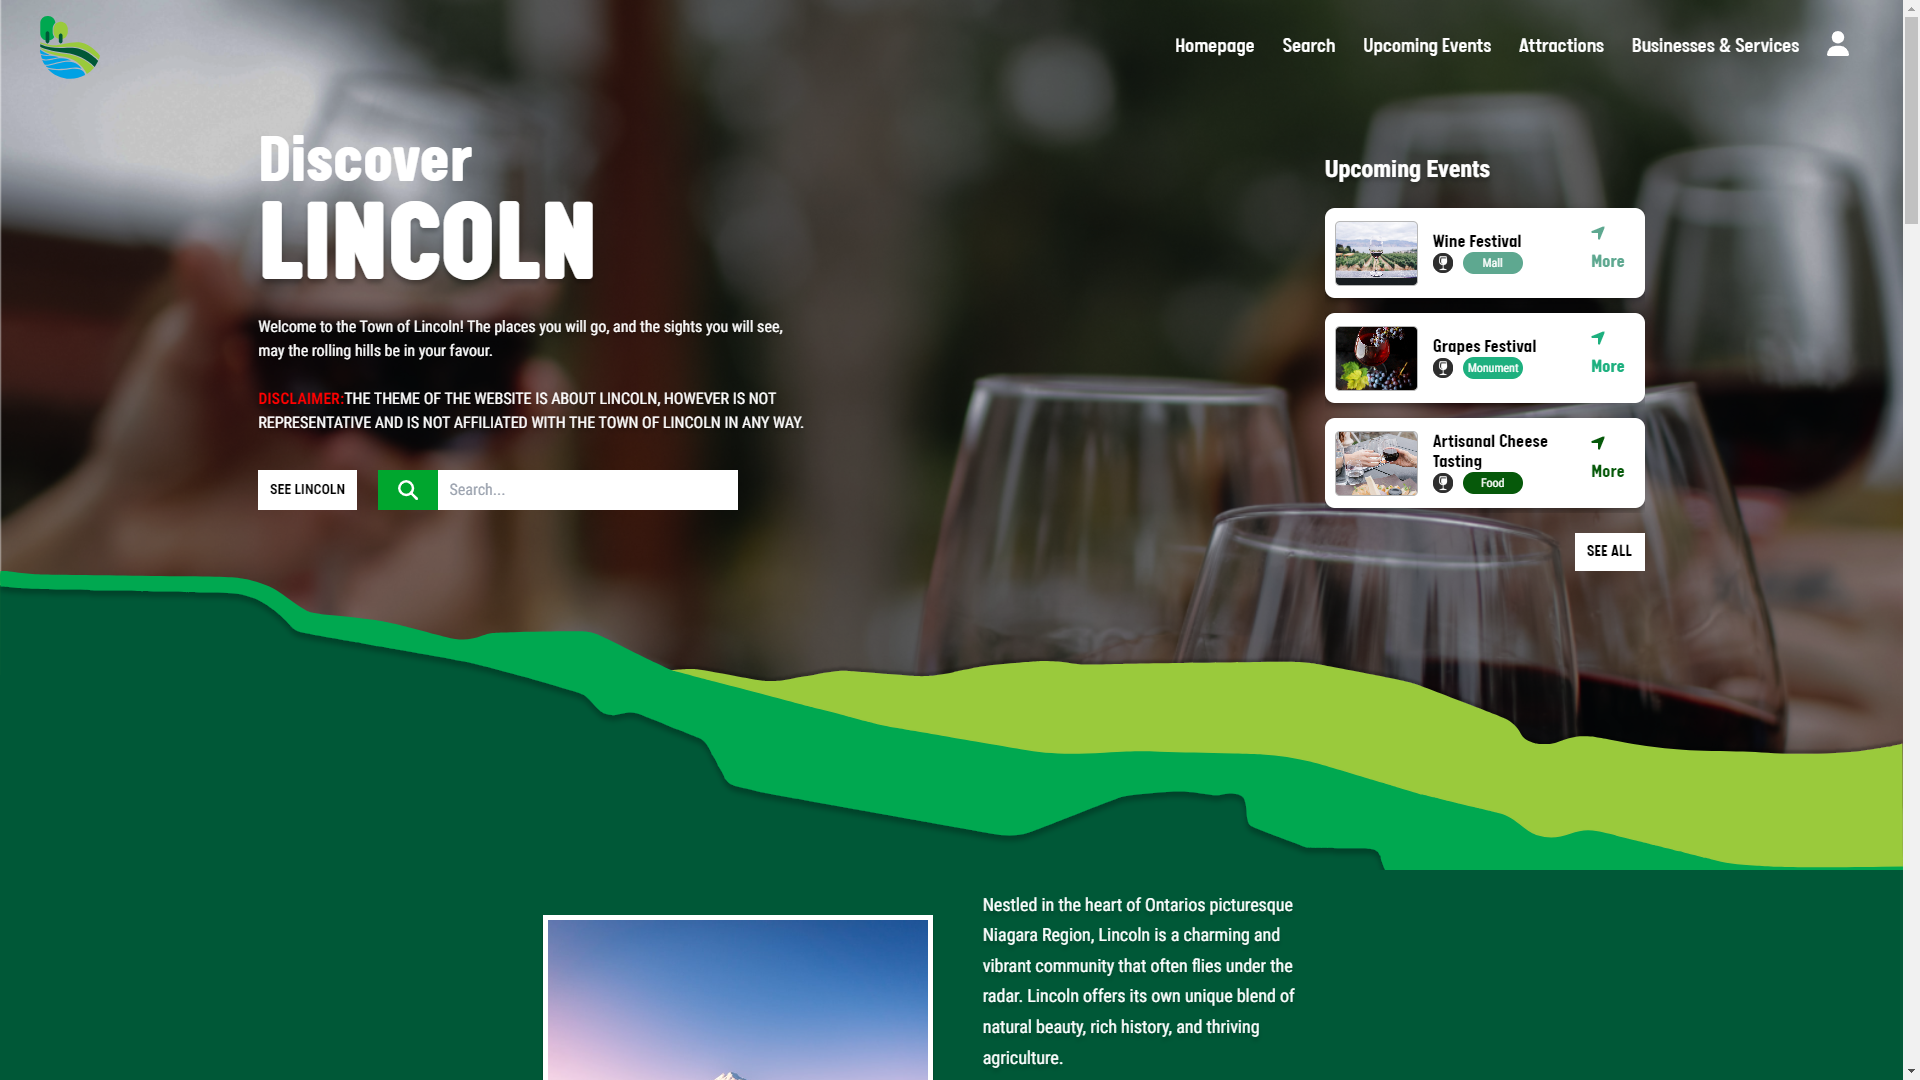 Homepage
Search
Upcoming Events
Attractions
Businesses & Services
Discover
LINCOLN
Welcome to the Town of Lincoln! The places you will go, and the sights you will see,
may the rolling hills be in your favour.
DISCLAIMER:THE THEME OF THE WEBSITE IS ABOUT LINCOLN, HOWEVER IS NOT
REPRESENTATIVE AND IS NOT AFFILIATED WITH THE TOWN OF LINCOLN IN ANY WAY.
SEE LINCOLN
Search...
Upcoming Events
Wine Festival
Mall
More
Grapes Festival
Monument
More
Artisanal Cheese
Tasting
Food
More
SEE ALL
Nestled in the heart of Ontarios picturesque
Niagara Region, Lincoln is a charming and
vibrant community that often flies under the
radar. Lincoln offers its own unique blend of
natural beauty, rich history, and thriving
agriculture.